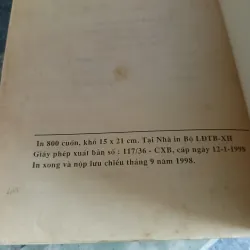 In 800 cuốn, khổ 15 x 21 cm. Tại Nhà in Bộ LĐTB-XH
Giấy phép xuất bản số : 117/36 - CXB, cấp ngày 12-1-1998
In xong và nộp lưu chiểu tháng 9 năm 1998.